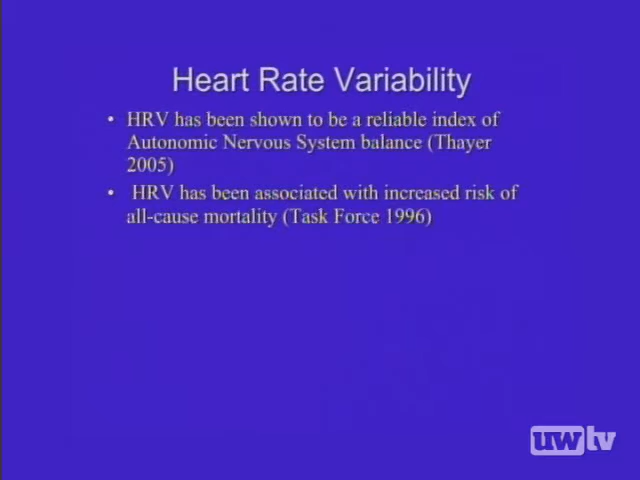 Heart Rate Variability
• HRV has been shown to be a reliable index of
Autonomic Nervous System balance (Thayer
2005)
• HRV has been associated with increased risk of
all-cause mortality (Task Force 1996)
uwtv